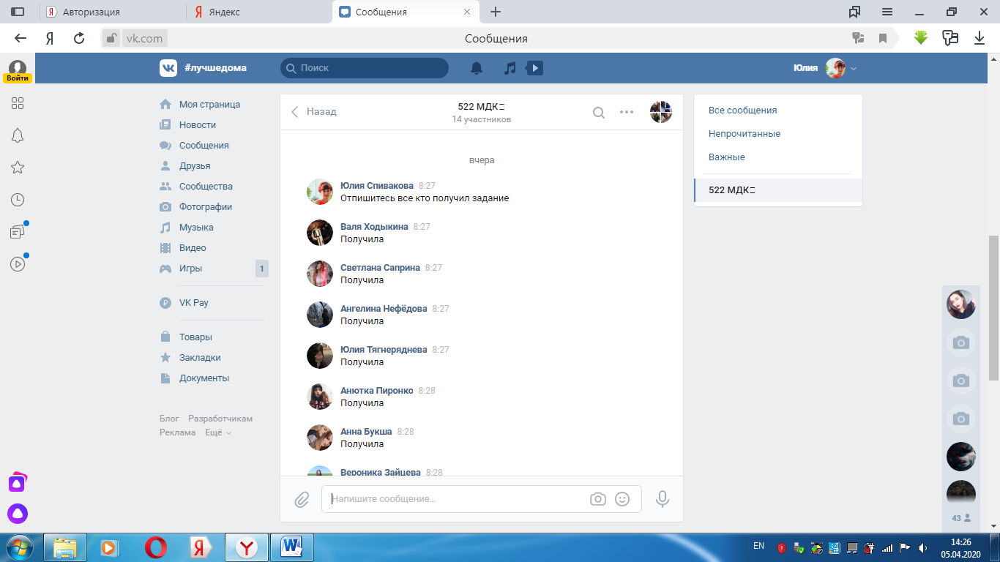 Авторизация
Яндекс
Сообщения
vk.com
Сообщения
Войти
#лучшедома
Поиск
Юлия
Моя страница
Новости
Сообщения
Друзья
Сообщества
Фотографии
Музыка
Видео
Игры 1
VK Pay
Товары
Закладки
Документы
Блог Разработчикам
Реклама Ещё
Назад
522 МДК
14 участников
вчера
Юлия Спивакова 8:27
Отпишитесь все кто получил задание
Валя Ходыкина 8:27
Получила
Светлана Саприна 8:27
Получила
Ангелина Нефёдова 8:27
Получила
Юлия Тягнеряднева 8:27
Получила
Анютка Пиронко 8:28
Получила
Анна Букша 8:28
Получила
Вероника Зайцева 8:28
Напишите сообщение...
Все сообщения
Непрочитанные
Важные
522 МДК
43
EN
14:26
05.04.2020